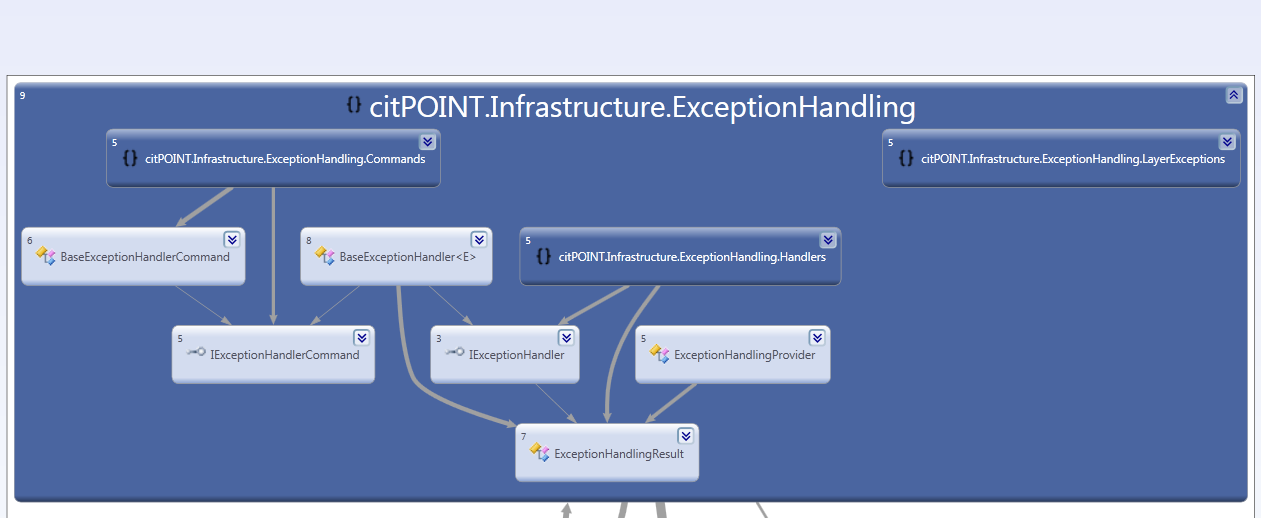 9
{} citPOINT.Infrastructure.ExceptionHandling
5
{} citPOINT.Infrastructure.ExceptionHandling.Commands
5
{} citPOINT.Infrastructure.ExceptionHandling.LayerExceptions
6
BaseExceptionHandlerCommand
8
BaseExceptionHandler<E>
5
{} citPOINT.Infrastructure.ExceptionHandling.Handlers
5
IExceptionHandlerCommand
3
IExceptionHandler
5
ExceptionHandlingProvider
7
ExceptionHandlingResult